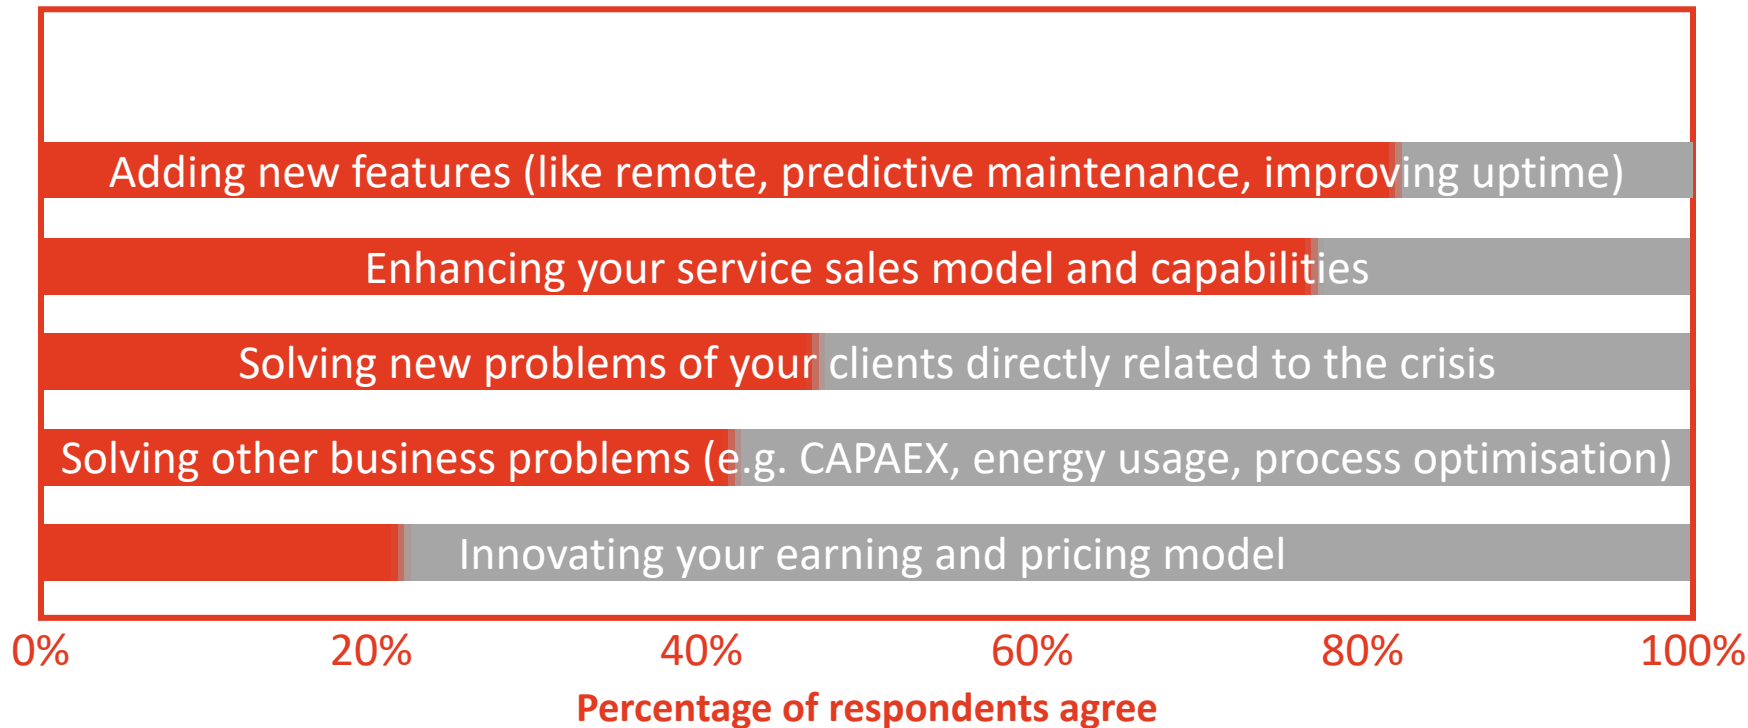 Adding new features (like remote, predictive maintenance, improving uptime)
Enhancing your service sales model and capabilities
Solving new problems of your clients directly related to the crisis
Solving other business problems (e.g. CAPAEX, energy usage, process optimisation)
Innovating your earning and pricing model
0% 20% 40% 60% 80% 100%
Percentage of respondents agree